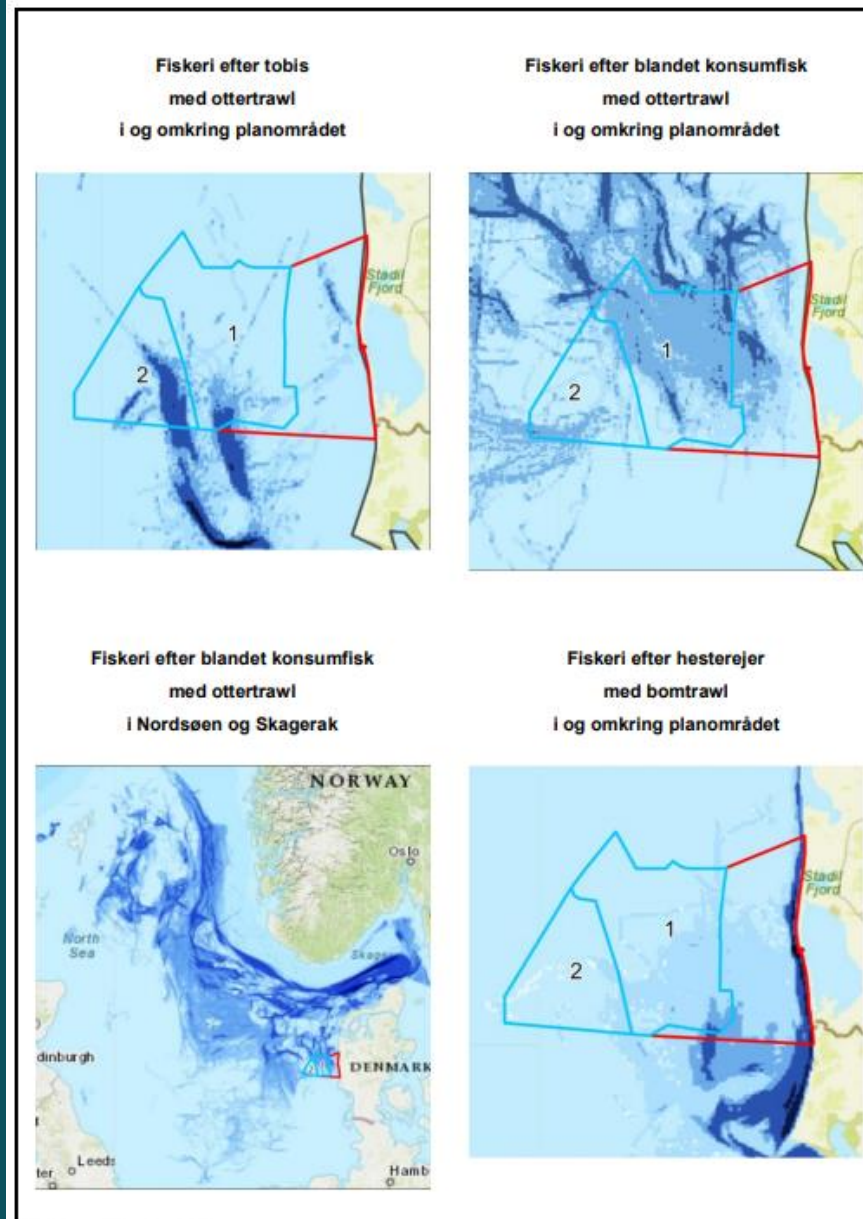 Fiskeri efter tobis
med ottertrawl
i og omkring planområdet
Stadil
Fjord
1
2
Fiskeri efter blandet konsumfisk
med ottertrawl
i og omkring planområdet
Stadil
Fjord
1
2
Fiskeri efter blandet konsumfisk
med ottertrawl
i Nordsøen og Skagerak
NORWAY
Oslo
North
Sea
Skage
dinburgh
DENMARK
Leeds
ter
Hamb
Fiskeri efter hesterejer
med bomtrawl
i og omkring planområdet
Stadil
Fjord
1
2